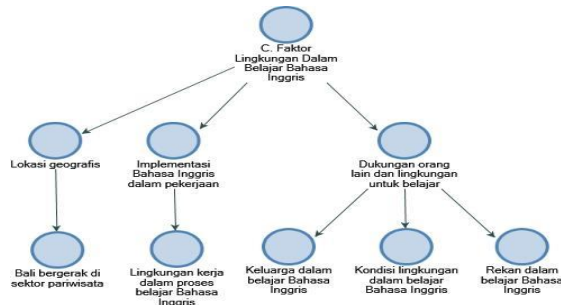 C. Faktor
Lingkungan Dalam
Belajar Bahasa
Inggris
Lokasi geografis
Implementasi
Bahasa Inggris
dalam pekerjaan
Dukungan orang
lain dan lingkungan
untuk belajar
Bali bergerak di
sektor pariwisata
Lingkungan kerja
dalam proses
belajar Bahasa
Inggris
Keluarga dalam
belajar Bahasa
Inggris
Kondisi lingkungan
dalam belajar
Bahasa Inggris
Rekan dalam
belajar Bahasa
Inggris